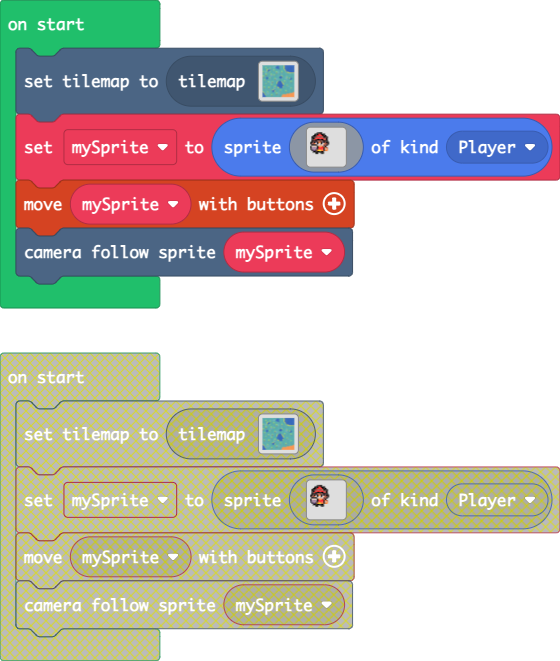 on start
set tilemap to tilemap
set mySprite to sprite of kind Player
move mySprite with buttons
camera follow sprite mySprite
on start
set tilemap to tilemap
set mySprite to sprite of kind Player
move mySprite with buttons
camera follow sprite mySprite